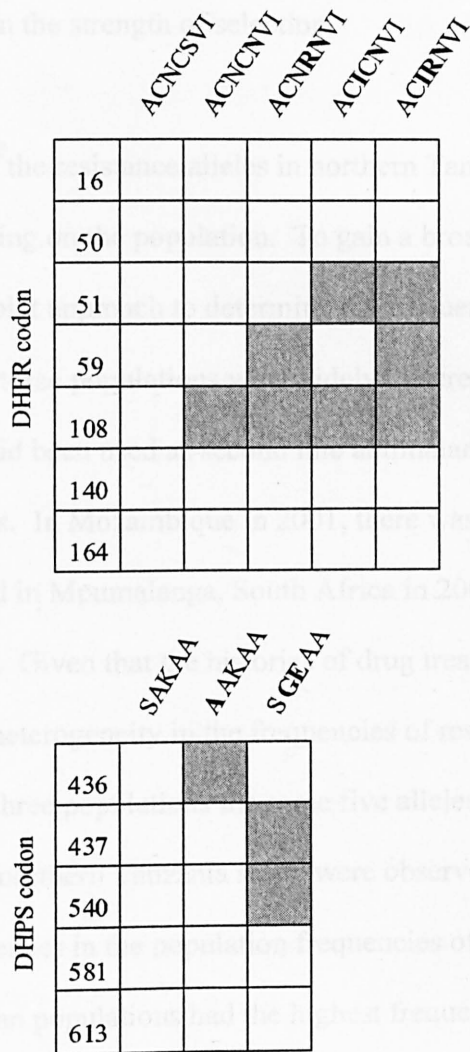 ACNCSVI
ACNCNVI
ACNRNVI
ACICNVI
ACIRNVI
DHFR codon
16
50
51
59
108
140
164
SAKAA
AAKAA
SGEAA
DHPS codon
436
437
540
581
613